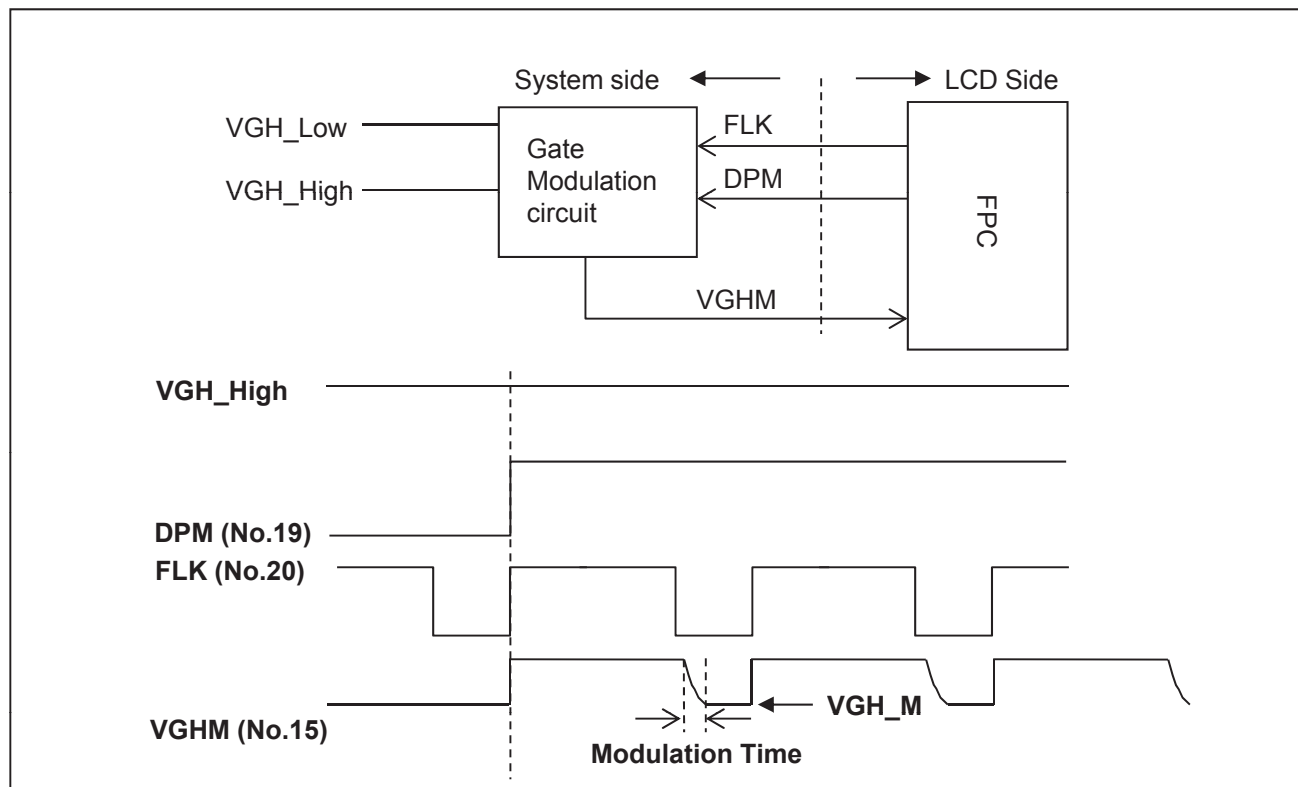 System side
LCD Side
VGH_Low
VGH_High
Gate
Modulation
circuit
FLK
DPM
VGHM
FPC
VGH_High
DPM (No.19)
FLK (No.20)
VGHM (No.15)
VGH_M
Modulation Time